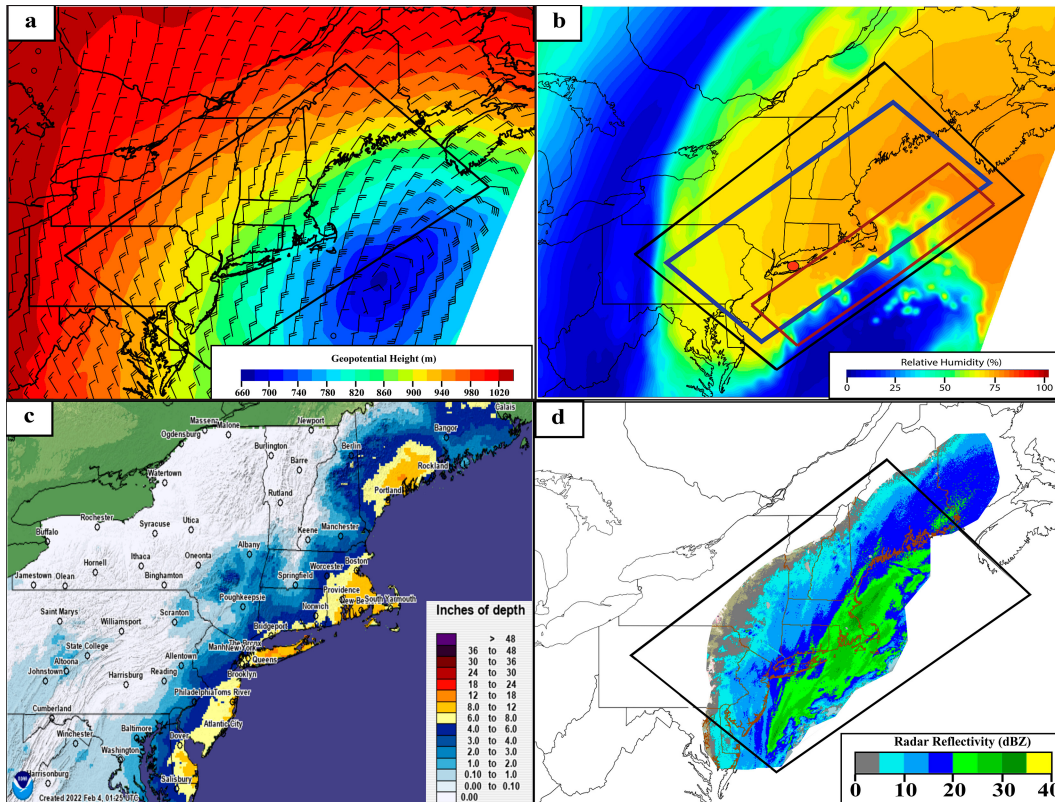 a
Geopotential Height (m)
660 700 740 780 820 860 900 940 980 1020
b
Relative Humidity (%)
0 25 50 75 100
c
Calais
Massena
Malone
Newport
Ogdensburg
Bangor
Burlington
Berlin
Barre
Rockland
Watertown
Rutland
Portland
Rochester
Syracuse
Utica
Keene
Manchester
Buffalo
Albany
Ithaca
Oneonta
Boston
Hornell
Worcester
Jamestown
Olean
Binghamton
Springfield
Providence
Poughkeepsie
South Yarmouth
Norwich
Saint Marys
Scranton
Williamsport
Bridgeport
The Bronx
State College
Queens
Allentown
Brooklyn
Altoona
Johnstown
Reading
Harrisburg
Philadelphia
Toms River
Cumberland
Atlantic City
Baltimore
Dover
Winchester
Washington
Salisbury
Harrisonburg
Created 2022 Feb 4, 01:25 UTC
Inches of depth
> 48
36 to 48
30 to 36
24 to 30
18 to 24
12 to 18
8.0 to 12
6.0 to 8.0
4.0 to 6.0
3.0 to 4.0
2.0 to 3.0
1.0 to 2.0
0.10 to 1.0
0.00 to 0.10
0.00
d
Radar Reflectivity (dBZ)
0 10 20 30 40